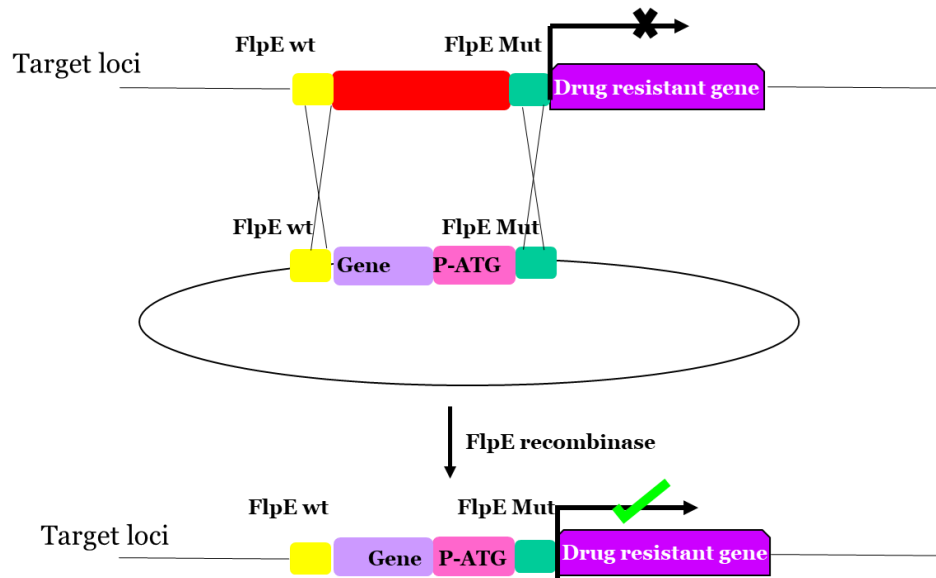 FlpE wt
FlpE Mut
Target loci
Drug resistant gene
FlpE wt
FlpE Mut
Gene
P-ATG
FlpE recombinase
FlpE wt
FlpE Mut
Target loci
Gene
P-ATG
Drug resistant gene